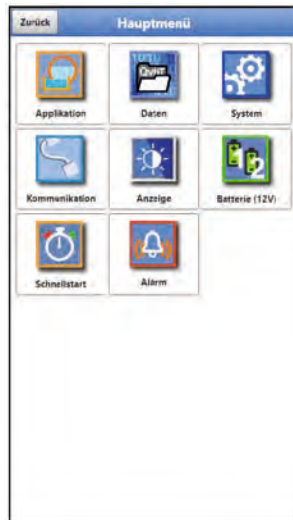 Zurück
Hauptmenü
Applikation
Daten
System
Kommunikation
Anzeige
Batterie (12V)
Schnellstart
Alarm